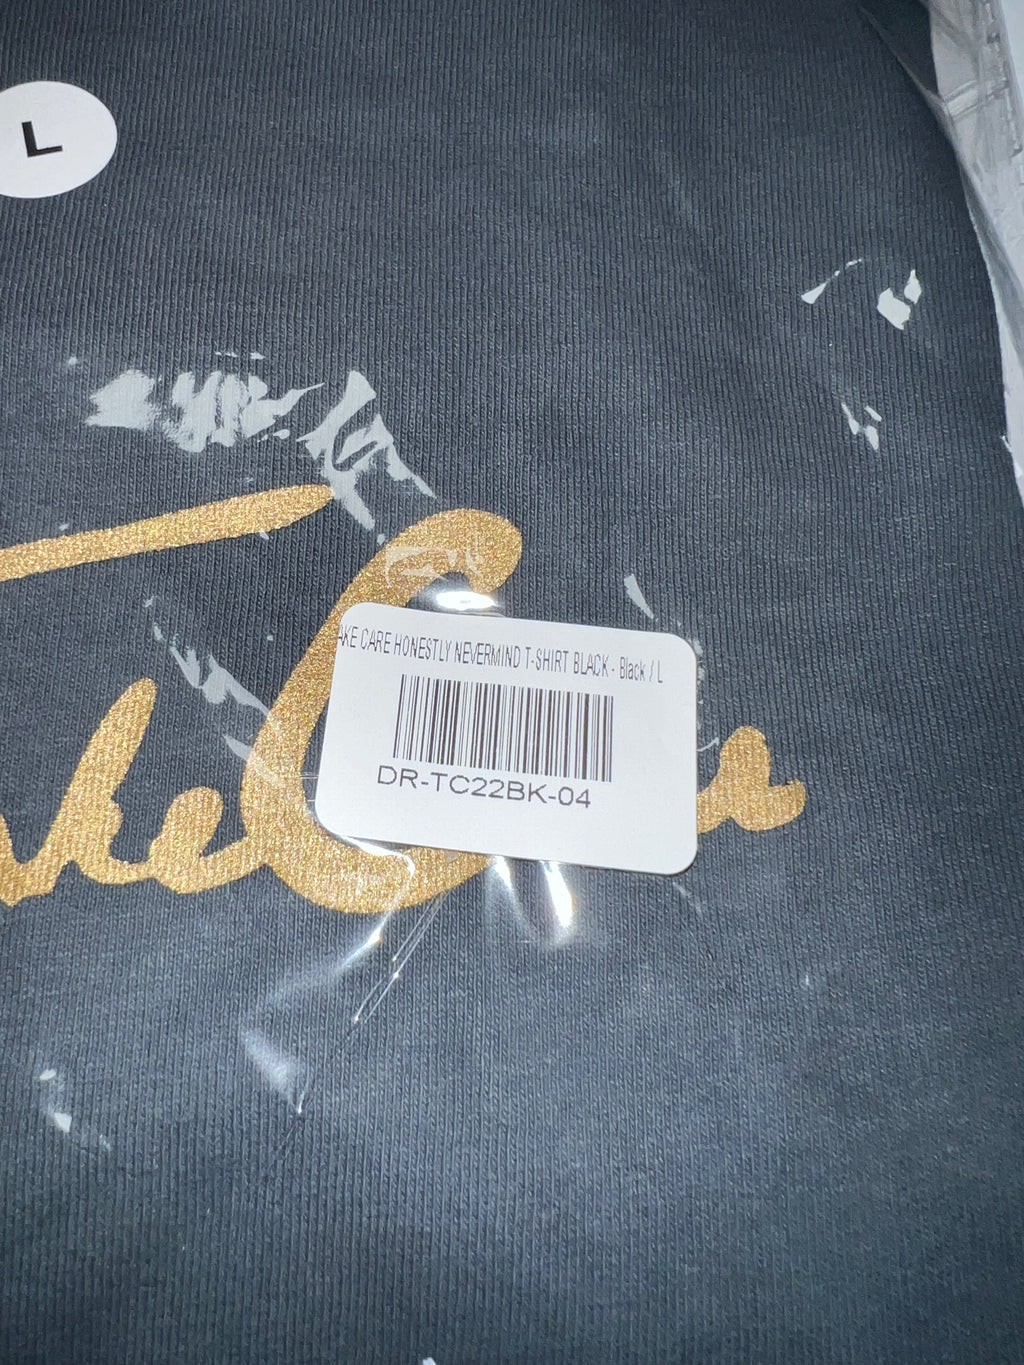 L
AKE CARE HONESTLY NEVERMIND T-SHIRT BLACK - Black / L
DR-TC22BK-04